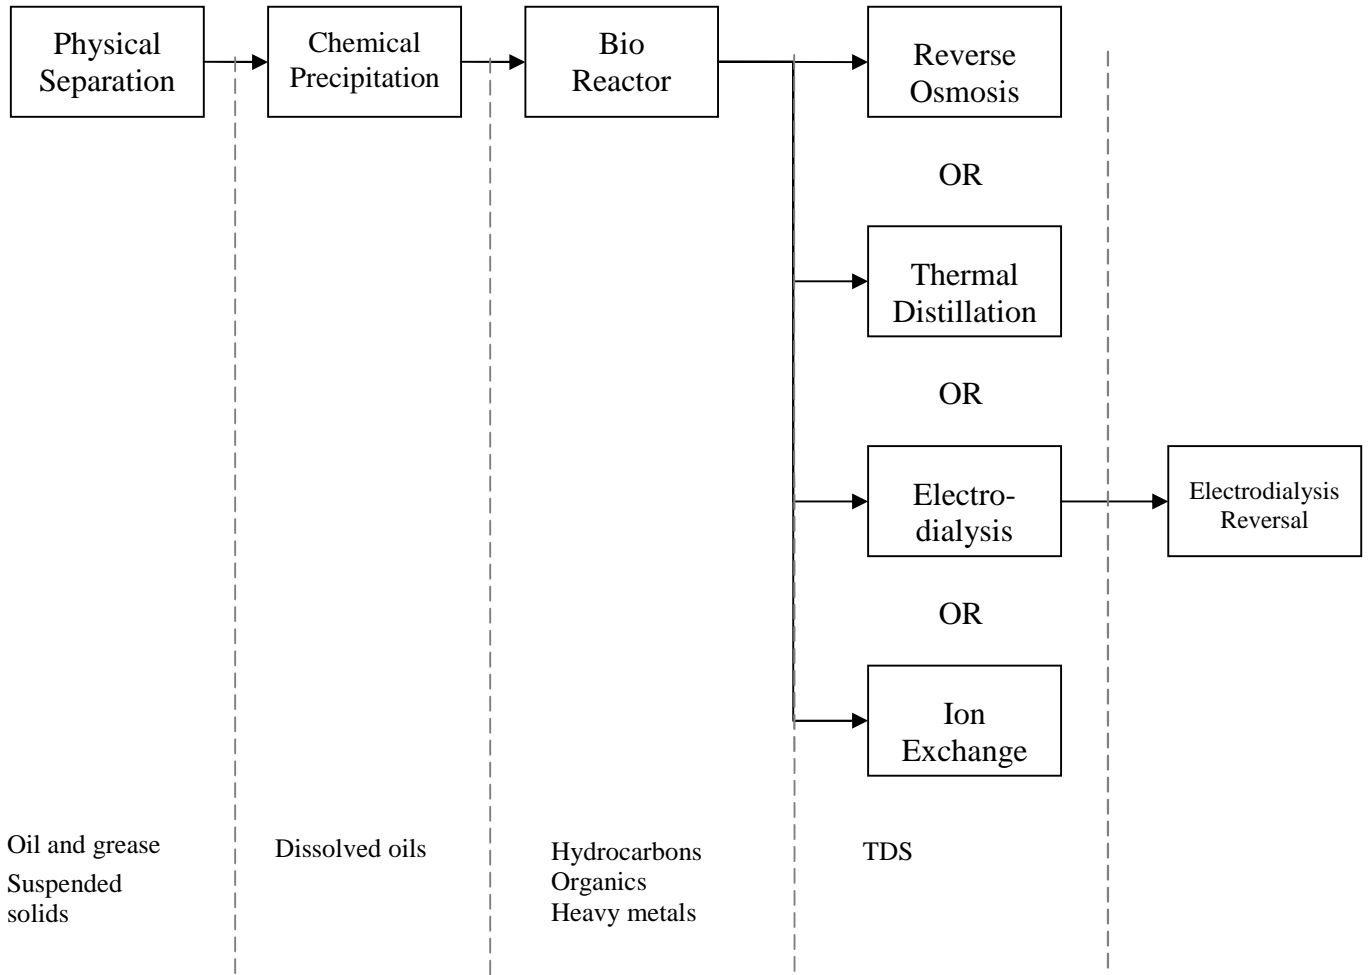 Physical
Separation
Chemical
Precipitation
Bio
Reactor
Reverse
Osmosis
OR
Thermal
Distillation
OR
Electro-
dialysis
Electrodialysis
Reversal
OR
Ion
Exchange
Oil and grease
Suspended
solids
Dissolved oils
Hydrocarbons
Organics
Heavy metals
TDS